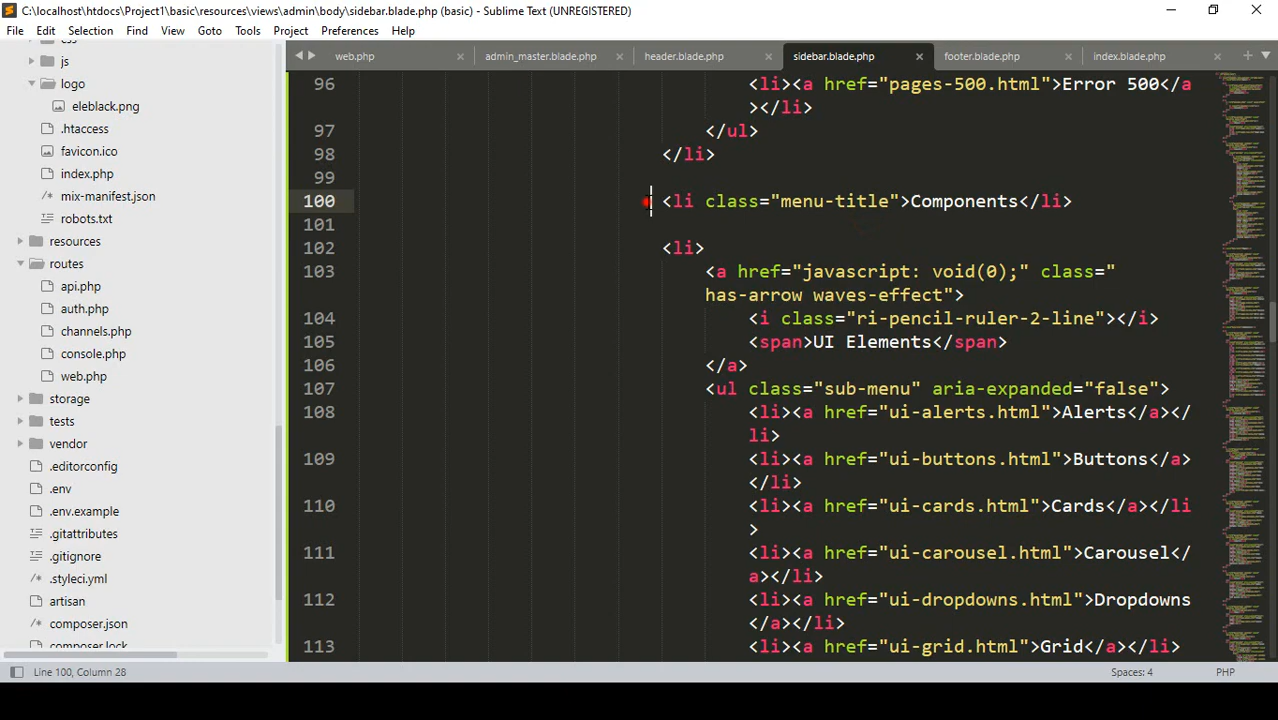 C:\localhost\htdocs\Project1\basic\resources\views\admin\body\sidebar.blade.php (basic) - Sublime Text (UNREGISTERED)
File Edit Selection Find View Goto Tools Project Preferences Help
web.php admin_master.blade.php header.blade.php sidebar.blade.php footer.blade.php index.blade.php
js
logo
eleblack.png
.htaccess
favicon.ico
index.php
mix-manifest.json
robots.txt
resources
routes
api.php
auth.php
channels.php
console.php
web.php
storage
tests
vendor
.editorconfig
.env
.env.example
.gitattributes
.gitignore
.styleci.yml
artisan
composer.json
composer.lock
96 <li><a href="pages-500.html">Error 500</a
></li>
97 </ul>
98 </li>
99
100 <li class="menu-title">Components</li>
101
102 <li>
103 <a href="javascript: void(0);" class="
has-arrow waves-effect">
104 <i class="ri-pencil-ruler-2-line"></i>
105 <span>UI Elements</span>
106 </a>
107 <ul class="sub-menu" aria-expanded="false">
108 <li><a href="ui-alerts.html">Alerts</a></
li>
109 <li><a href="ui-buttons.html">Buttons</a>
</li>
110 <li><a href="ui-cards.html">Cards</a></li
>
111 <li><a href="ui-carousel.html">Carousel</
a></li>
112 <li><a href="ui-dropdowns.html">Dropdowns
</a></li>
113 <li><a href="ui-grid.html">Grid</a></li>
Line 100, Column 28 Spaces: 4 PHP